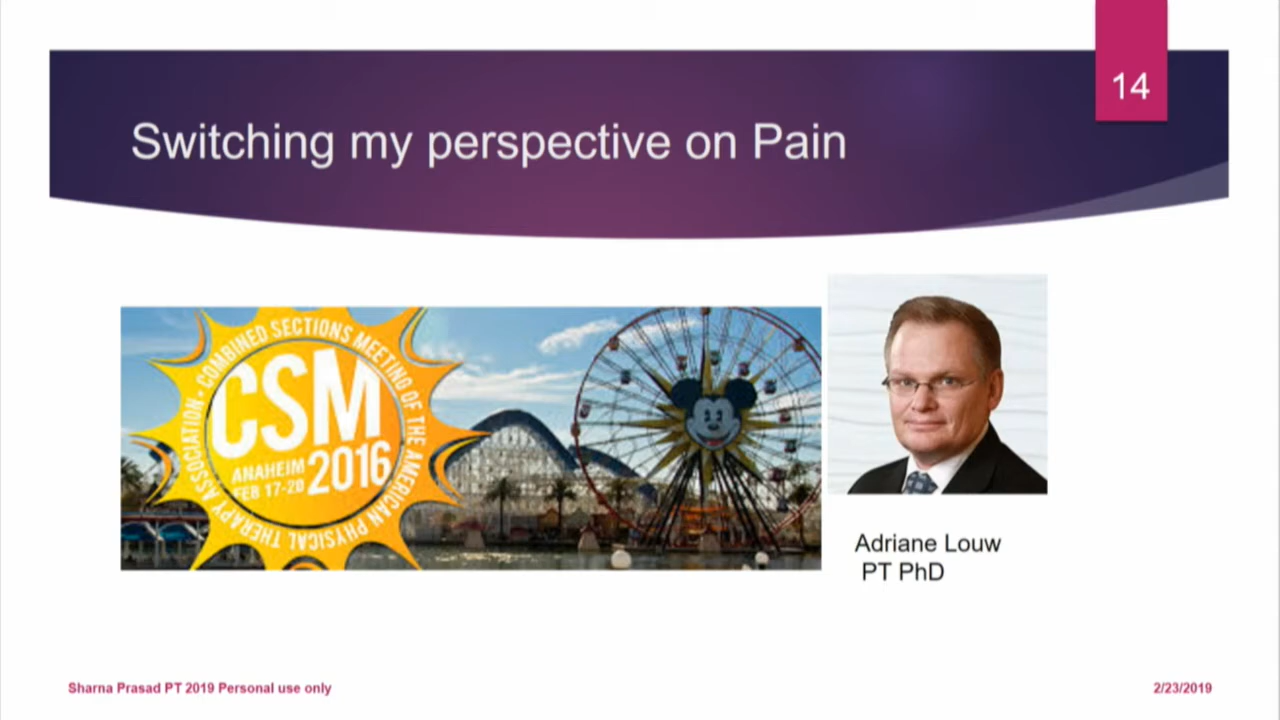 14
Switching my perspective on Pain
COMBINED SECTIONS MEETING OF THE AMERICAN PHYSICAL THERAPY ASSOCIATION •
CSM
ANAHEIM
FEB 17-20
2016
Adriane Louw
PT PhD
Sharna Prasad PT 2019 Personal use only
2/23/2019